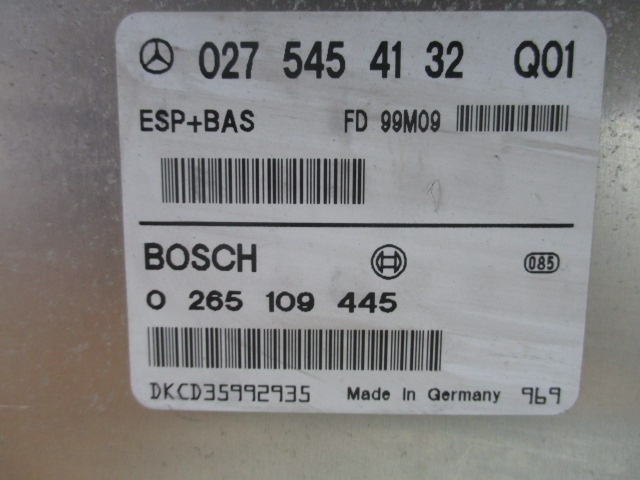 027 545 41 32 Q01
ESP+BAS FD 99M09
BOSCH 085
0 265 109 445
DKCD35992935 Made In Germany 969